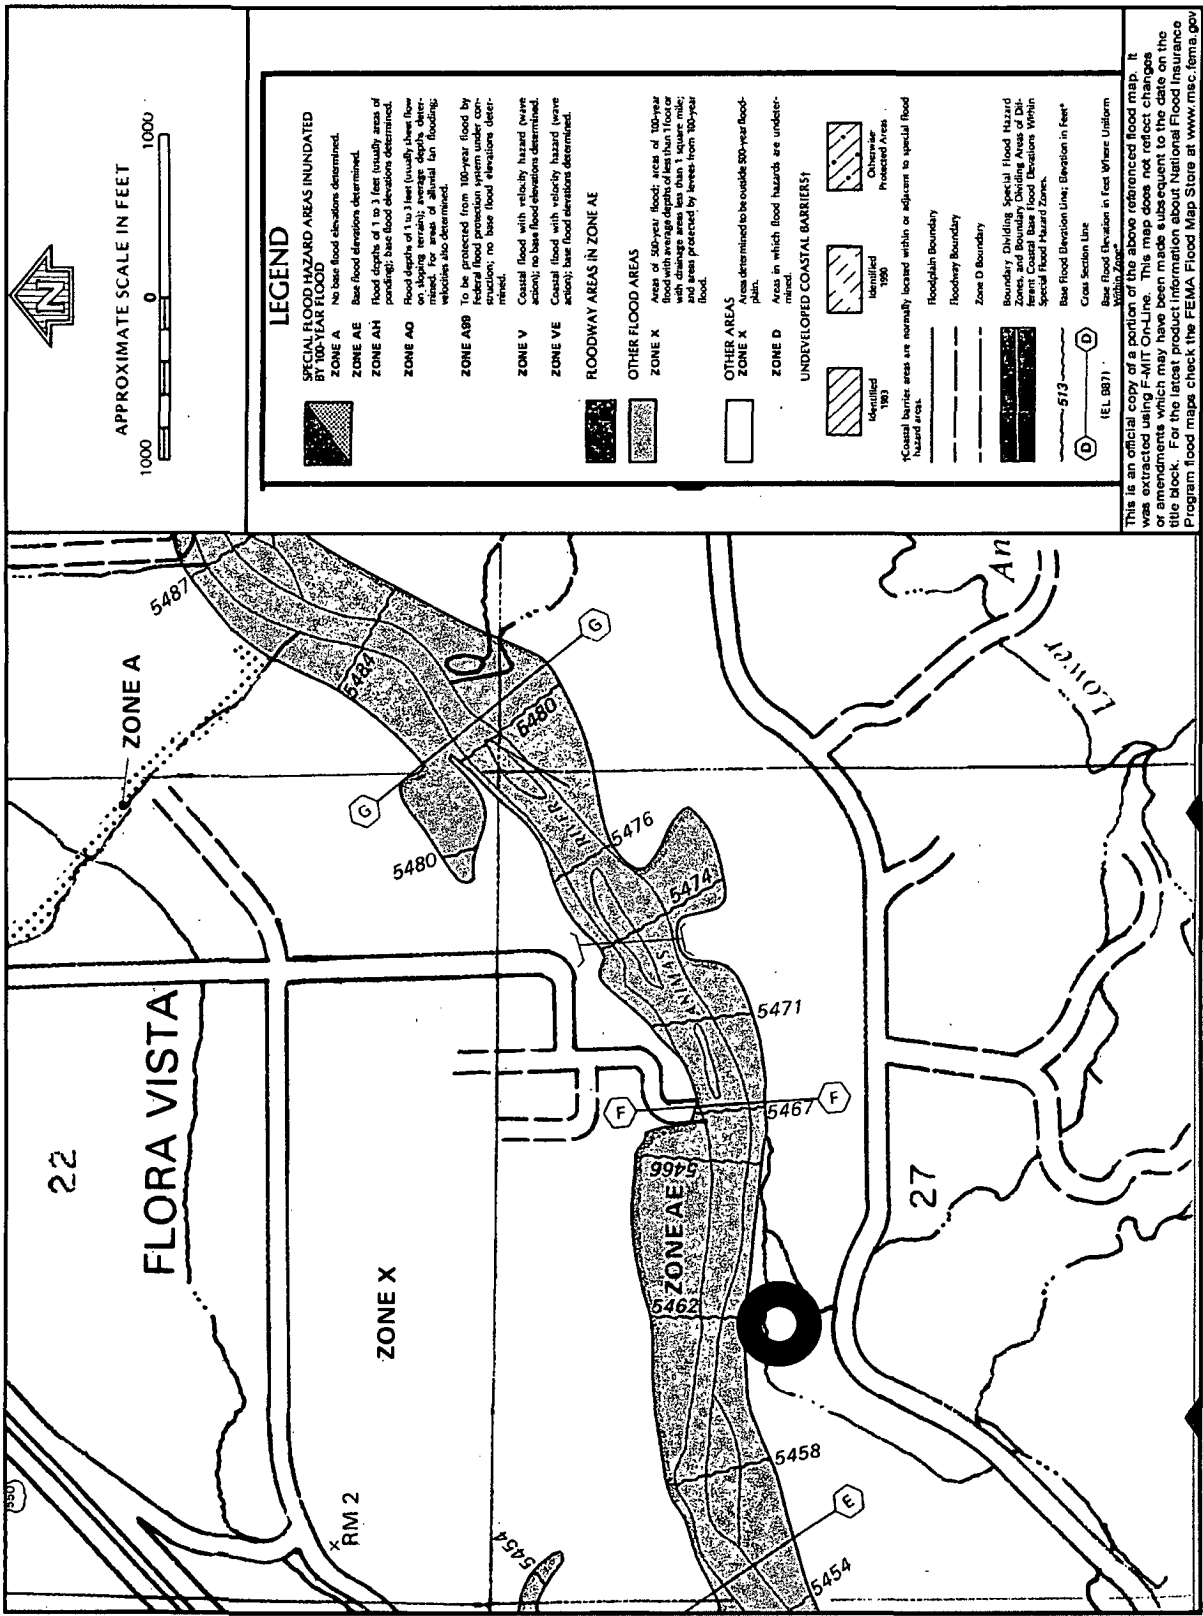 APPROXIMATE SCALE IN FEET
1000
0
1000
N
LEGEND
SPECIAL FLOOD HAZARD AREAS INUNDATED
BY 100-YEAR FLOOD
ZONE A No base flood elevations determined.
ZONE AE Base flood elevations determined.
ZONE AH Flood depths of 1 to 3 feet (usually areas of
ponding); base flood elevations determined.
ZONE AO Flood depths of 1 to 3 feet (usually sheet flow
on sloping terrain); average depths deter-
mined. For areas of alluvial fan flooding;
velocities also determined.
ZONE A99 To be protected from 100-year flood by
Federal flood protection system under con-
struction; no base flood elevations deter-
mined.
ZONE V Coastal flood with velocity hazard (wave
action); no base flood elevations determined.
ZONE VE Coastal flood with velocity hazard (wave
action); base flood elevations determined.
FLOODWAY AREAS IN ZONE AE
OTHER FLOOD AREAS
ZONE X Areas of 500-year flood; areas of 100-year
flood with average depths of less than 1 foot or
with drainage areas less than 1 square mile;
and areas protected by levees from 100-year
flood.
OTHER AREAS
ZONE X Areas determined to be outside 500-year flood-
plain.
ZONE D Areas in which flood hazards are undeter-
mined.
UNDEVELOPED COASTAL BARRIERS†
Identified
1983
Identified
1990
Otherwise
Protected Areas
†Coastal barrier areas are normally located within or adjacent to special flood
hazard areas.
Floodplain Boundary
Floodway Boundary
Zone D Boundary
Boundary Dividing Special Flood Hazard
Zones, and Boundary Dividing Areas of Dif-
ferent Coastal Base Flood Elevations Within
Special Flood Hazard Zones.
513 Base Flood Elevation Line; Elevation in Feet*
D D Cross Section Line
(EL 987) Base Flood Elevation in Feet Where Uniform
Within Zone*
This is an official copy of a portion of the above referenced flood map. It
was extracted using F-MIT On-Line. This map does not reflect changes
or amendments which may have been made subsequent to the date on the
title block. For the latest product information about National Flood Insurance
Program flood maps check the FEMA Flood Map Store at www.msc.fema.gov
550
22
FLORA VISTA
ZONE A
ZONE X
RM 2
5487
5484
5480
5480
G
G
RIVER
5476
5474
ANIMAS
5471
F
F
5467
5466
ZONE AE
5462
5458
E
5454
5454
27
Lower
An